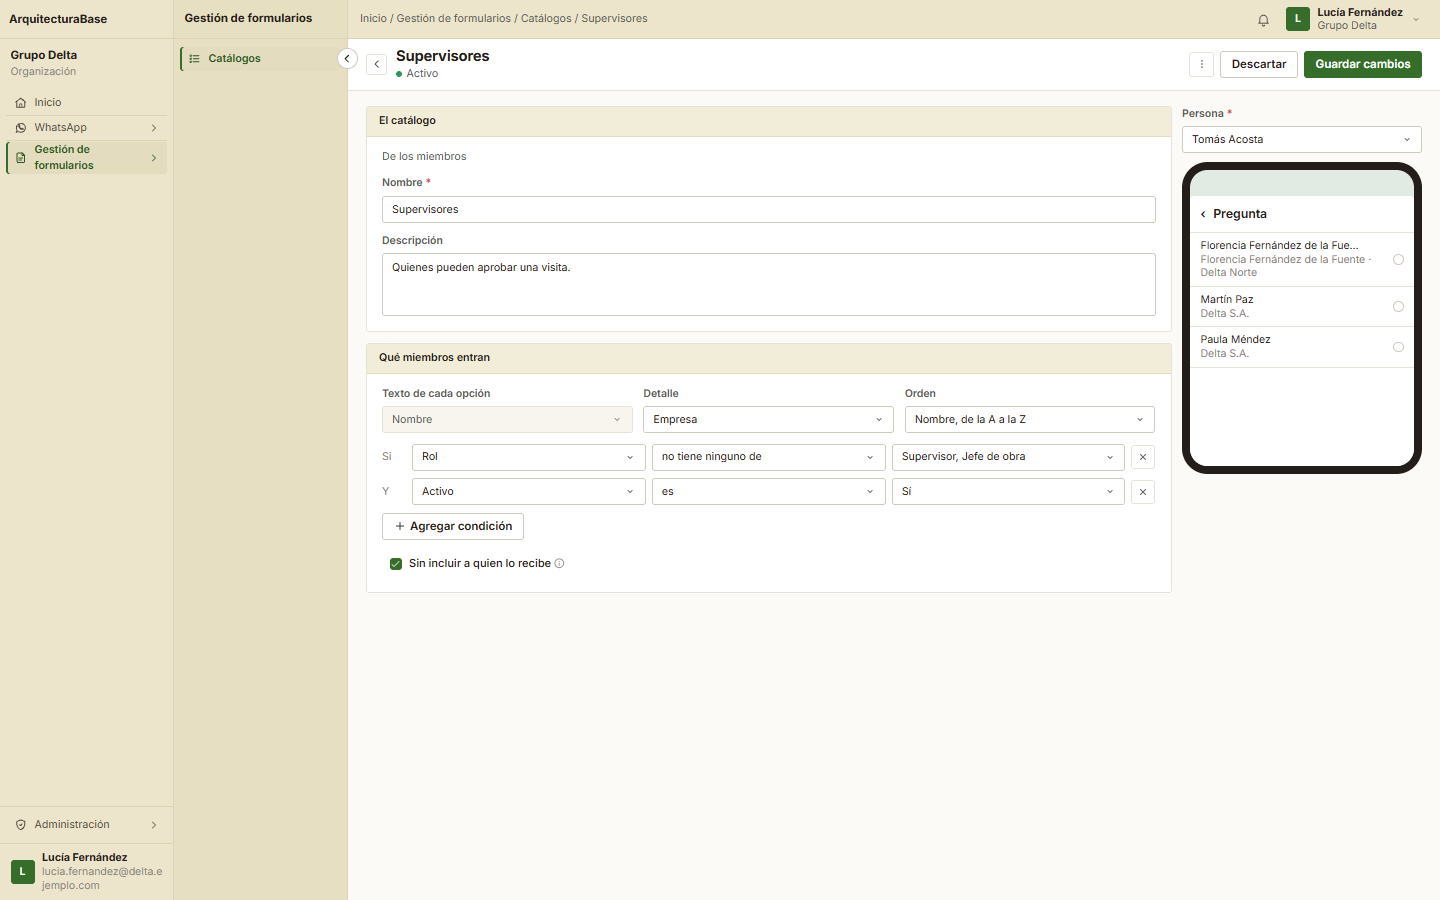 ArquitecturaBase
Grupo Delta
Organización
Inicio
WhatsApp
Gestión de
formularios
Administración
L
Lucía Fernández
lucia.fernandez@delta.e
jemplo.com
Gestión de formularios
Catálogos
Inicio / Gestión de formularios / Catálogos / Supervisores
L
Lucía Fernández
Grupo Delta
Supervisores
Activo
Descartar
Guardar cambios
El catálogo
De los miembros
Nombre *
Supervisores
Descripción
Quienes pueden aprobar una visita.
Qué miembros entran
Texto de cada opción
Detalle
Orden
Nombre
Empresa
Nombre, de la A a la Z
Si
Rol
no tiene ninguno de
Supervisor, Jefe de obra
Y
Activo
es
Sí
Agregar condición
Sin incluir a quien lo recibe
Persona *
Tomás Acosta
Pregunta
Florencia Fernández de la Fue...
Florencia Fernández de la Fuente ·
Delta Norte
Martín Paz
Delta S.A.
Paula Méndez
Delta S.A.